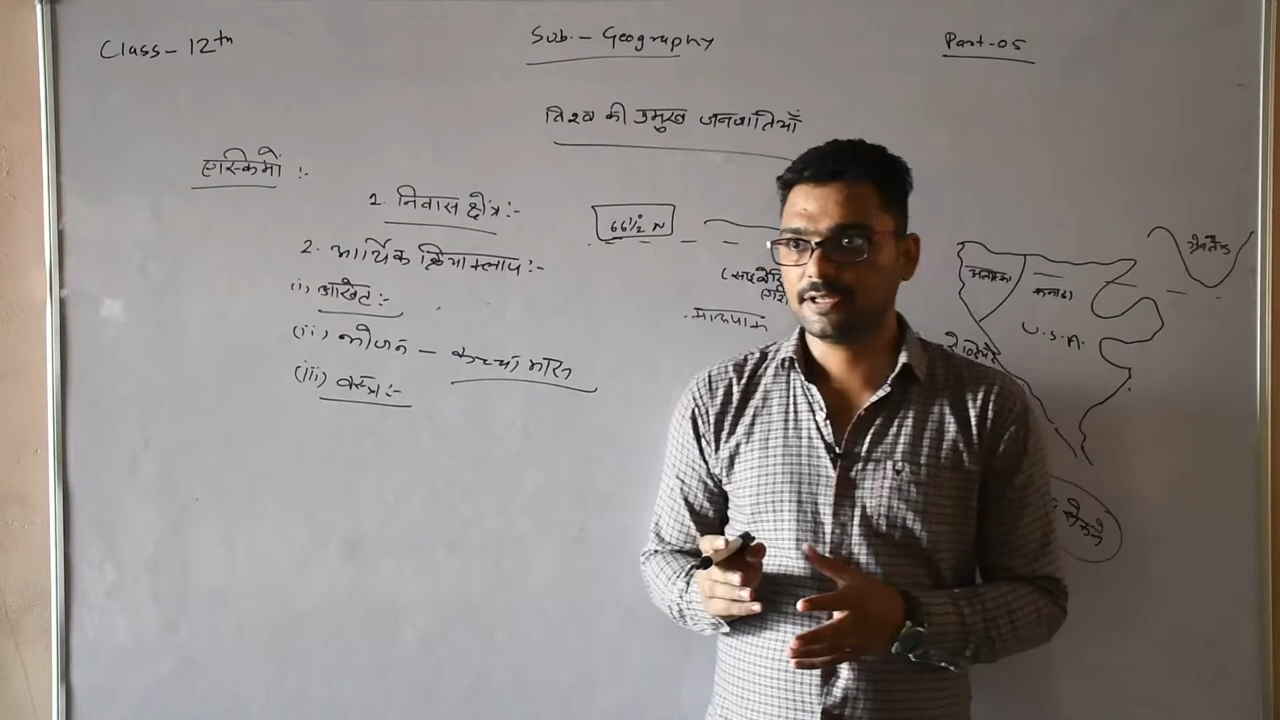 Class - 12th
Sub. - Geography
Part-05
विश्व की प्रमुख जनजातियाँ
एस्किमों :-
1. निवास क्षेत्र :-
66½° N
2. आर्थिक क्रियाकलाप :-
(i) आखेट :-
(ii) भोजन - कच्चा मांस
(iii) वस्त्र :-
अलास्का
कनाडा
U.S.A.